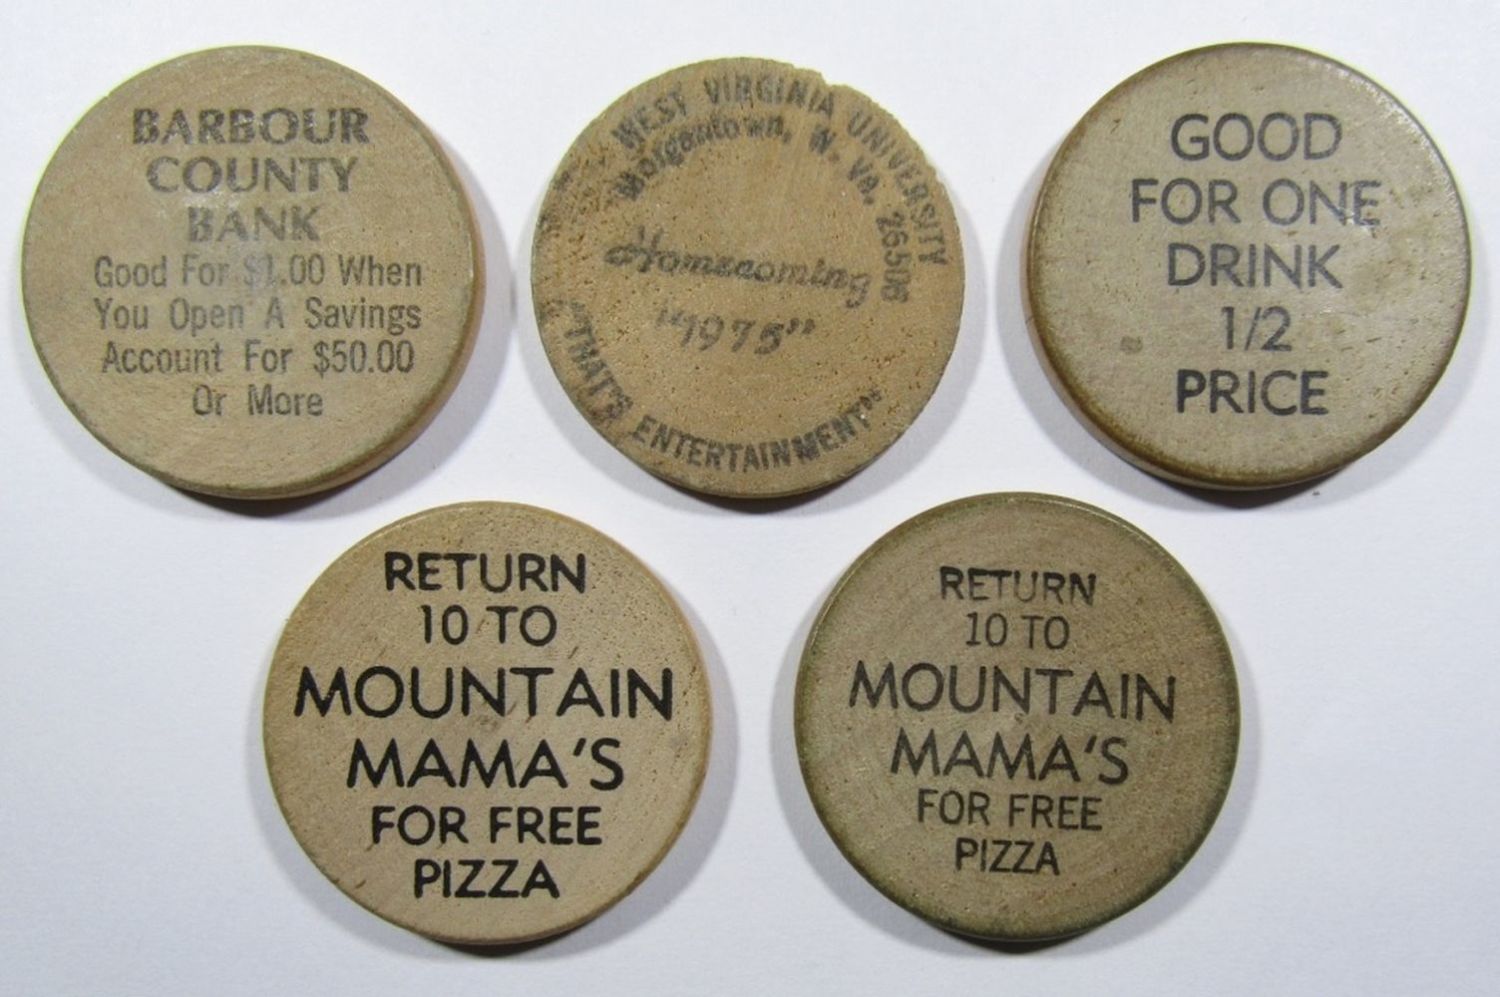 BARBOUR
COUNTY
BANK
Good For $1.00 When
You Open A Savings
Account For $50.00
Or More
WEST VIRGINIA UNIVERSITY
Morgantown, W. VA. 26506
Homecoming
"1975"
"THAT'S ENTERTAINMENT"
GOOD
FOR ONE
DRINK
1/2
PRICE
RETURN
10 TO
MOUNTAIN
MAMA'S
FOR FREE
PIZZA
RETURN
10 TO
MOUNTAIN
MAMA'S
FOR FREE
PIZZA